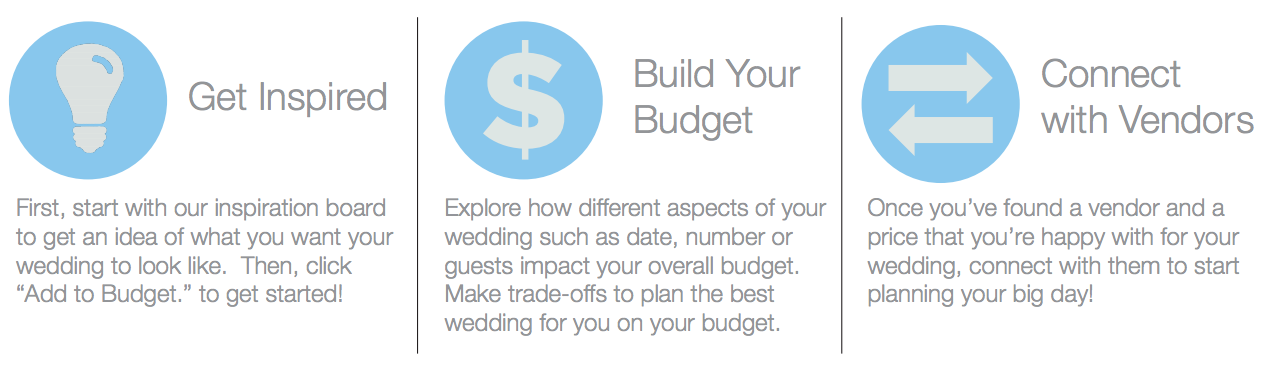 Get Inspired
First, start with our inspiration board
to get an idea of what you want your
wedding to look like.  Then, click
“Add to Budget.” to get started!
Build Your
Budget
Explore how different aspects of your
wedding such as date, number or
guests impact your overall budget.
Make trade-offs to plan the best
wedding for you on your budget.
Connect
with Vendors
Once you’ve found a vendor and a
price that you’re happy with for your
wedding, connect with them to start
planning your big day!